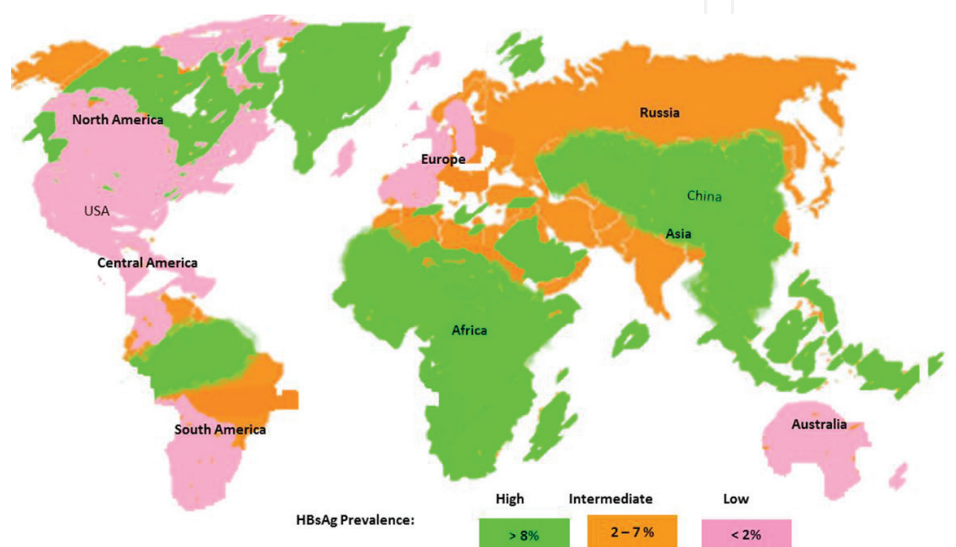 Russia
North America
Europe
China
USA
Asia
Central America
Africa
Australia
South America
High Intermediate Low
HBsAg Prevalence:
> 8% 2 – 7 % < 2%